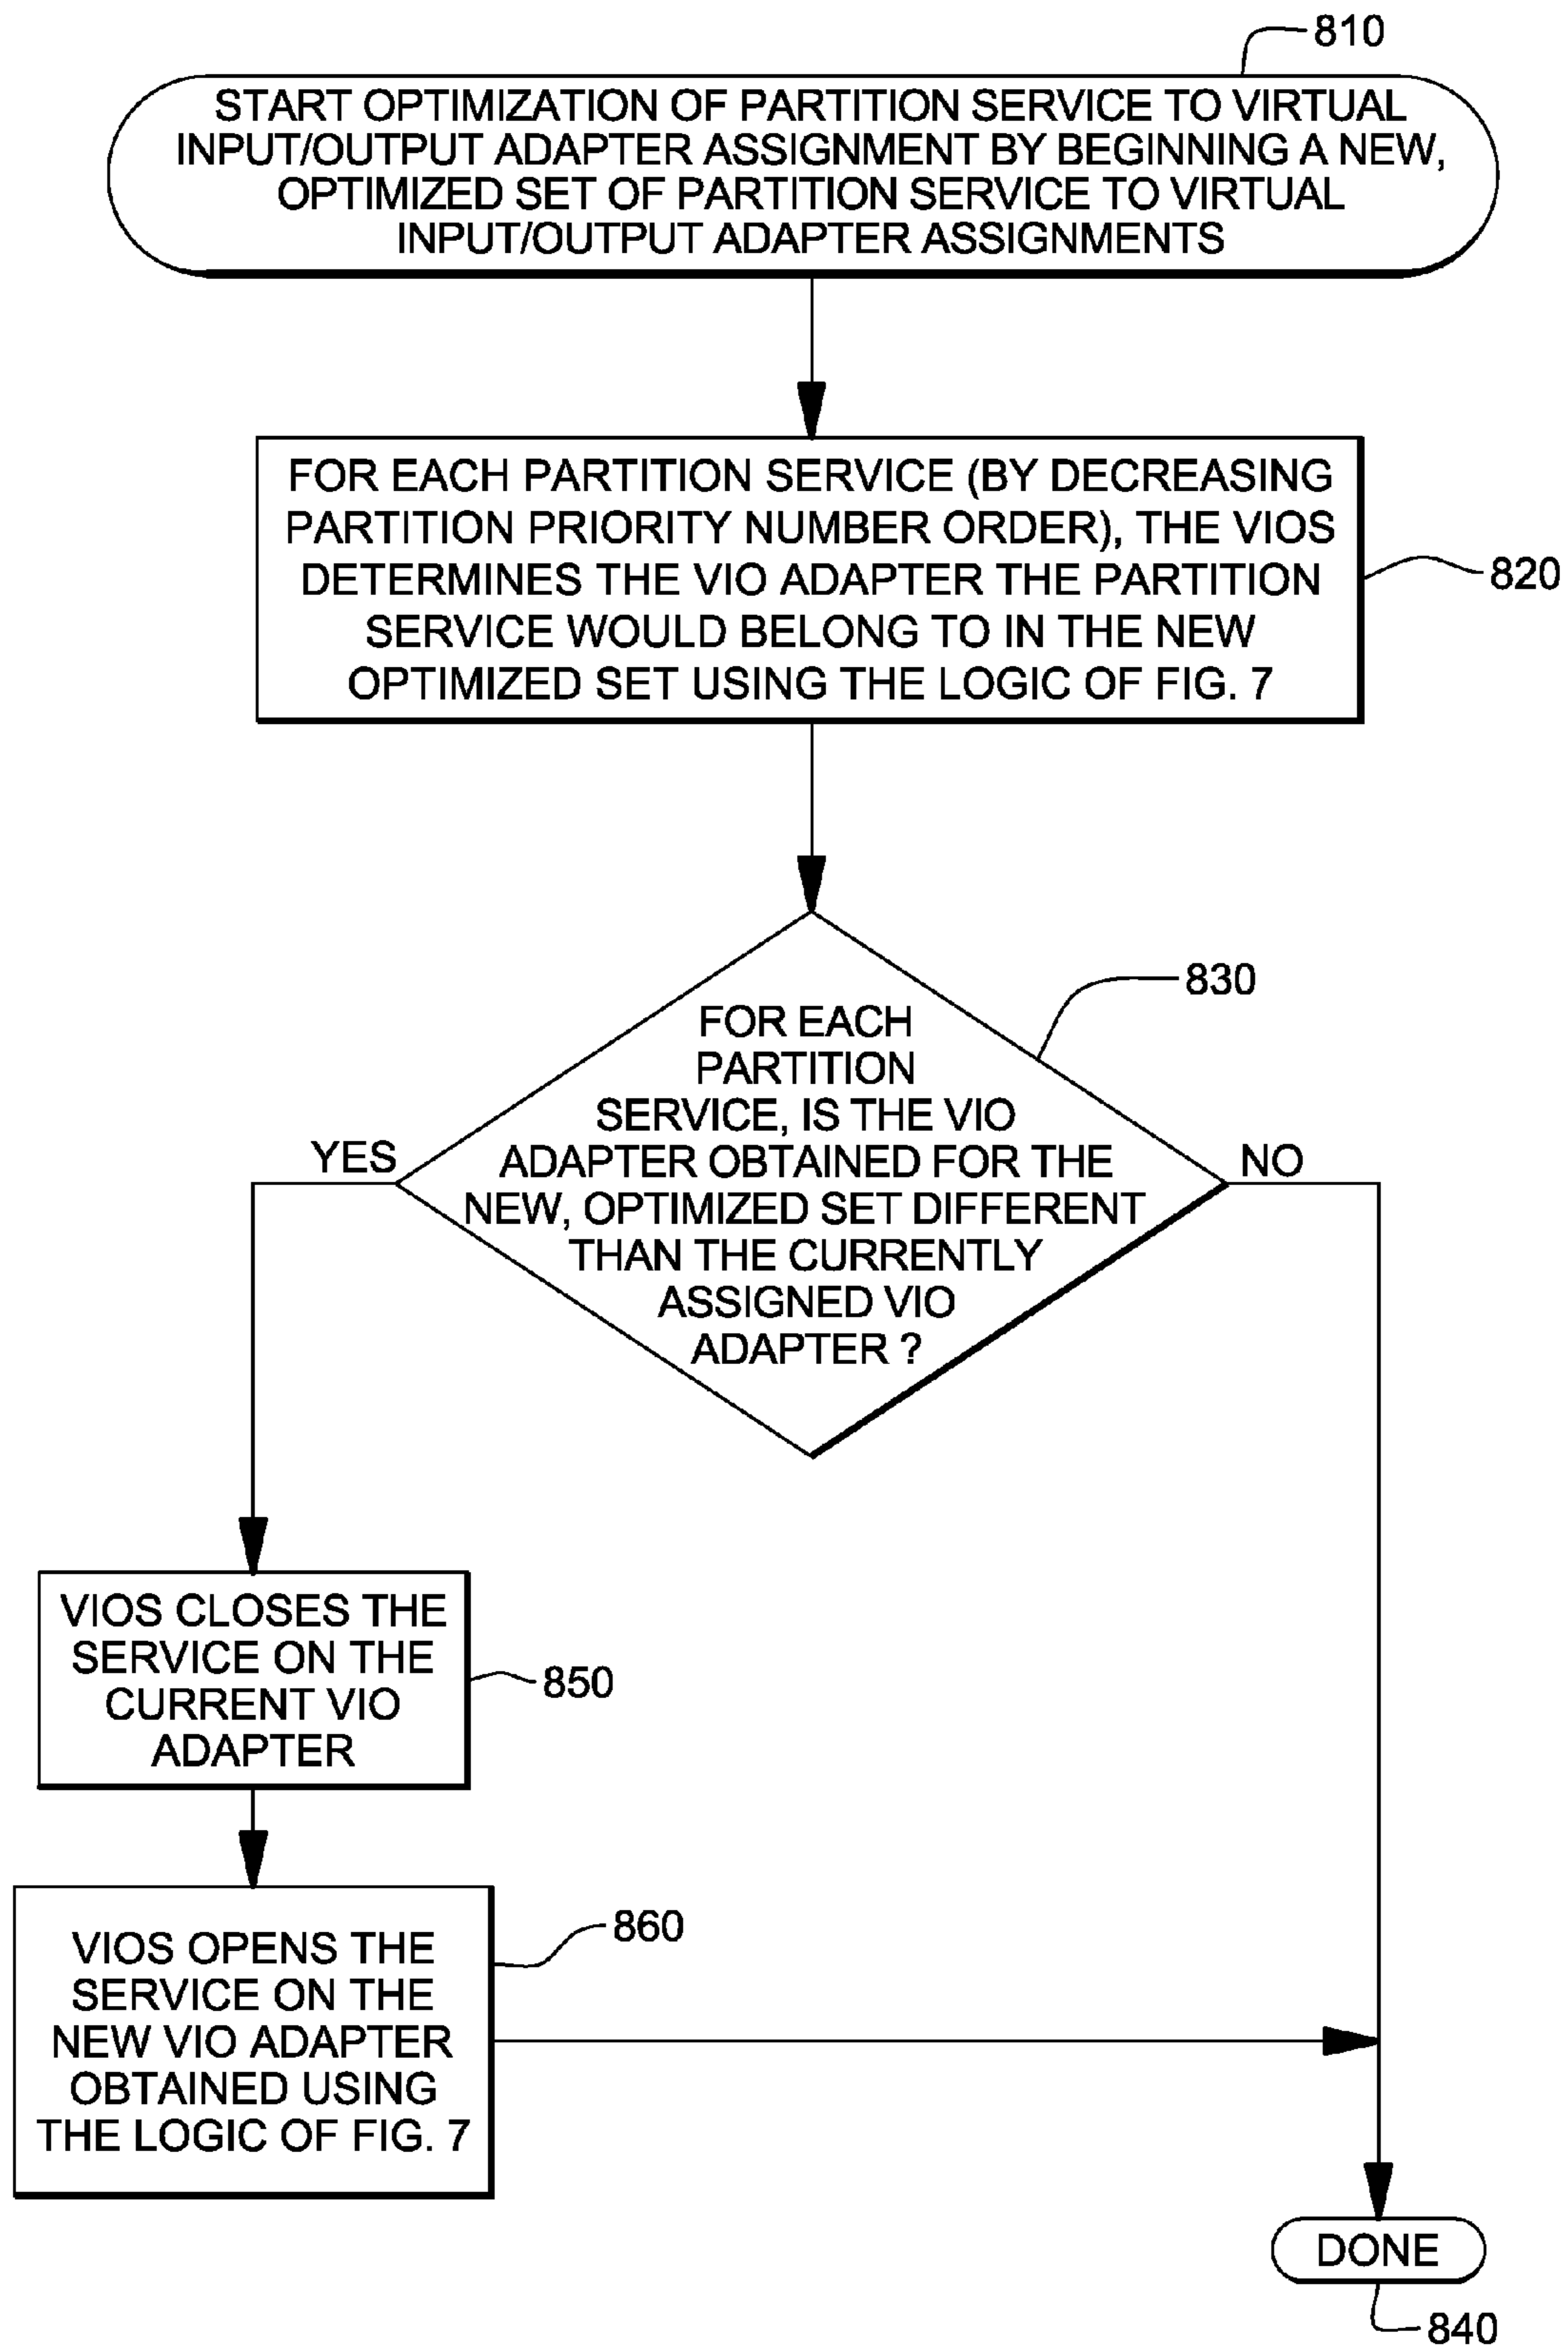 810
START OPTIMIZATION OF PARTITION SERVICE TO VIRTUAL
INPUT/OUTPUT ADAPTER ASSIGNMENT BY BEGINNING A NEW,
OPTIMIZED SET OF PARTITION SERVICE TO VIRTUAL
INPUT/OUTPUT ADAPTER ASSIGNMENTS
FOR EACH PARTITION SERVICE (BY DECREASING
PARTITION PRIORITY NUMBER ORDER), THE VIOS
DETERMINES THE VIO ADAPTER THE PARTITION
SERVICE WOULD BELONG TO IN THE NEW
OPTIMIZED SET USING THE LOGIC OF FIG. 7
820
830
FOR EACH
PARTITION
SERVICE, IS THE VIO
ADAPTER OBTAINED FOR THE
NEW, OPTIMIZED SET DIFFERENT
THAN THE CURRENTLY
ASSIGNED VIO
ADAPTER ?
YES
NO
VIOS CLOSES THE
SERVICE ON THE
CURRENT VIO
ADAPTER
850
VIOS OPENS THE
SERVICE ON THE
NEW VIO ADAPTER
OBTAINED USING
THE LOGIC OF FIG. 7
860
DONE
840